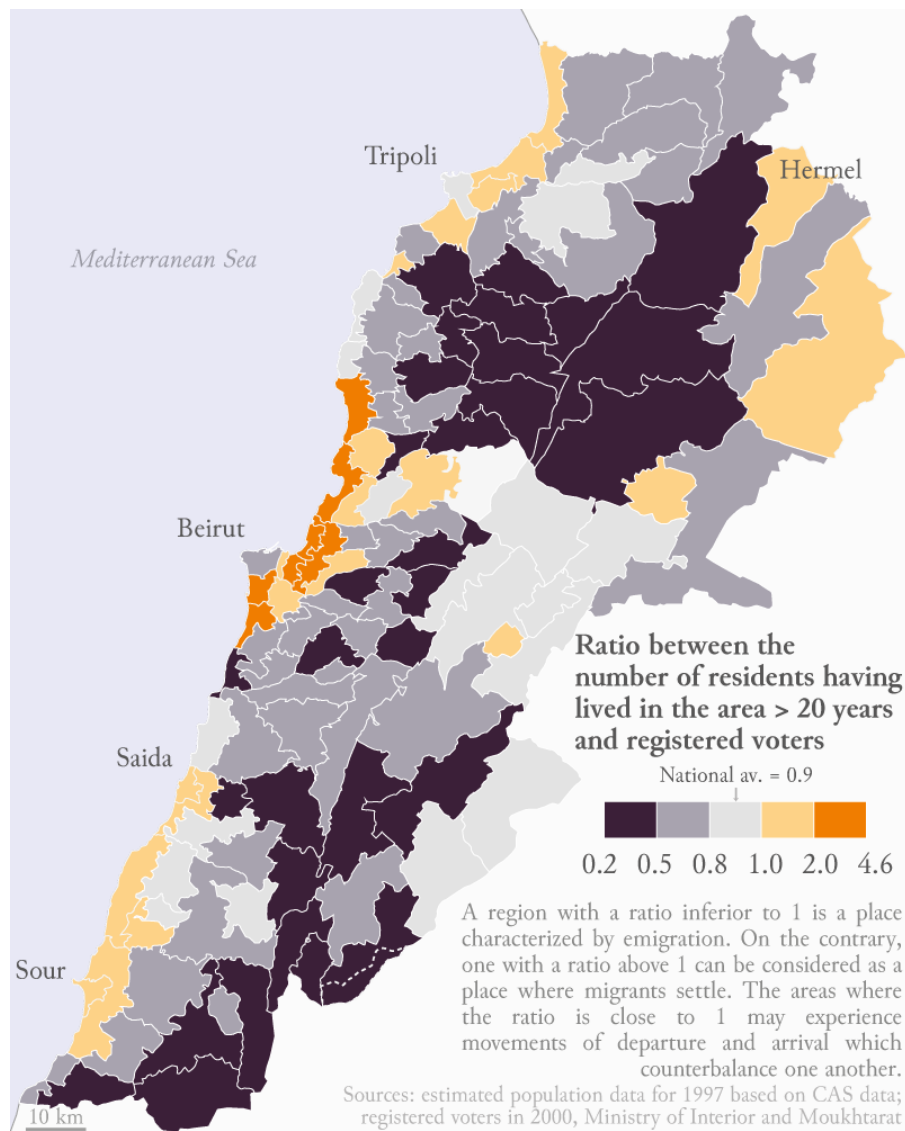 Tripoli
Hermel
Mediterranean Sea
Beirut
Ratio between the
number of residents having
lived in the area > 20 years
and registered voters
Saida
National av. = 0.9
0.2 0.5 0.8 1.0 2.0 4.6
A region with a ratio inferior to 1 is a place
characterized by emigration. On the contrary,
one with a ratio above 1 can be considered as a
place where migrants settle. The areas where
the ratio is close to 1 may experience
movements of departure and arrival which
counterbalance one another.
Sour
Sources: estimated population data for 1997 based on CAS data;
registered voters in 2000, Ministry of Interior and Moukhtarat
10 km